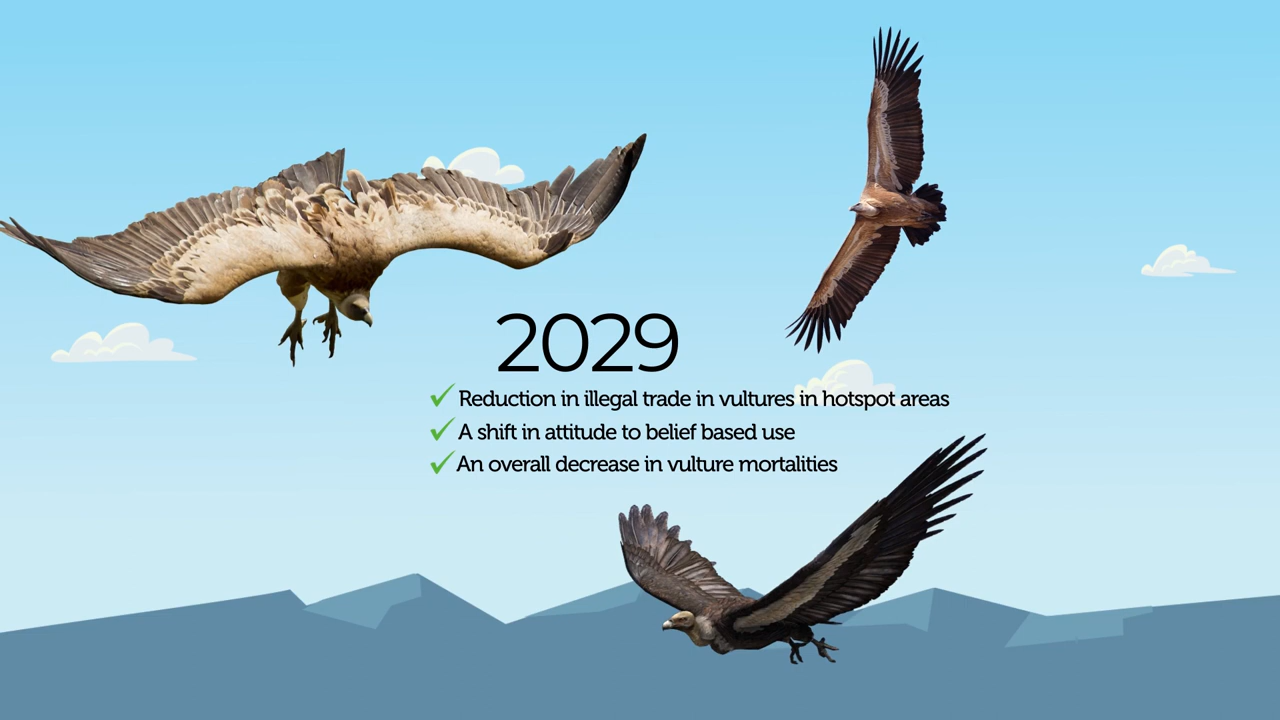 2029
Reduction in illegal trade in vultures in hotspot areas
A shift in attitude to belief based use
An overall decrease in vulture mortalities